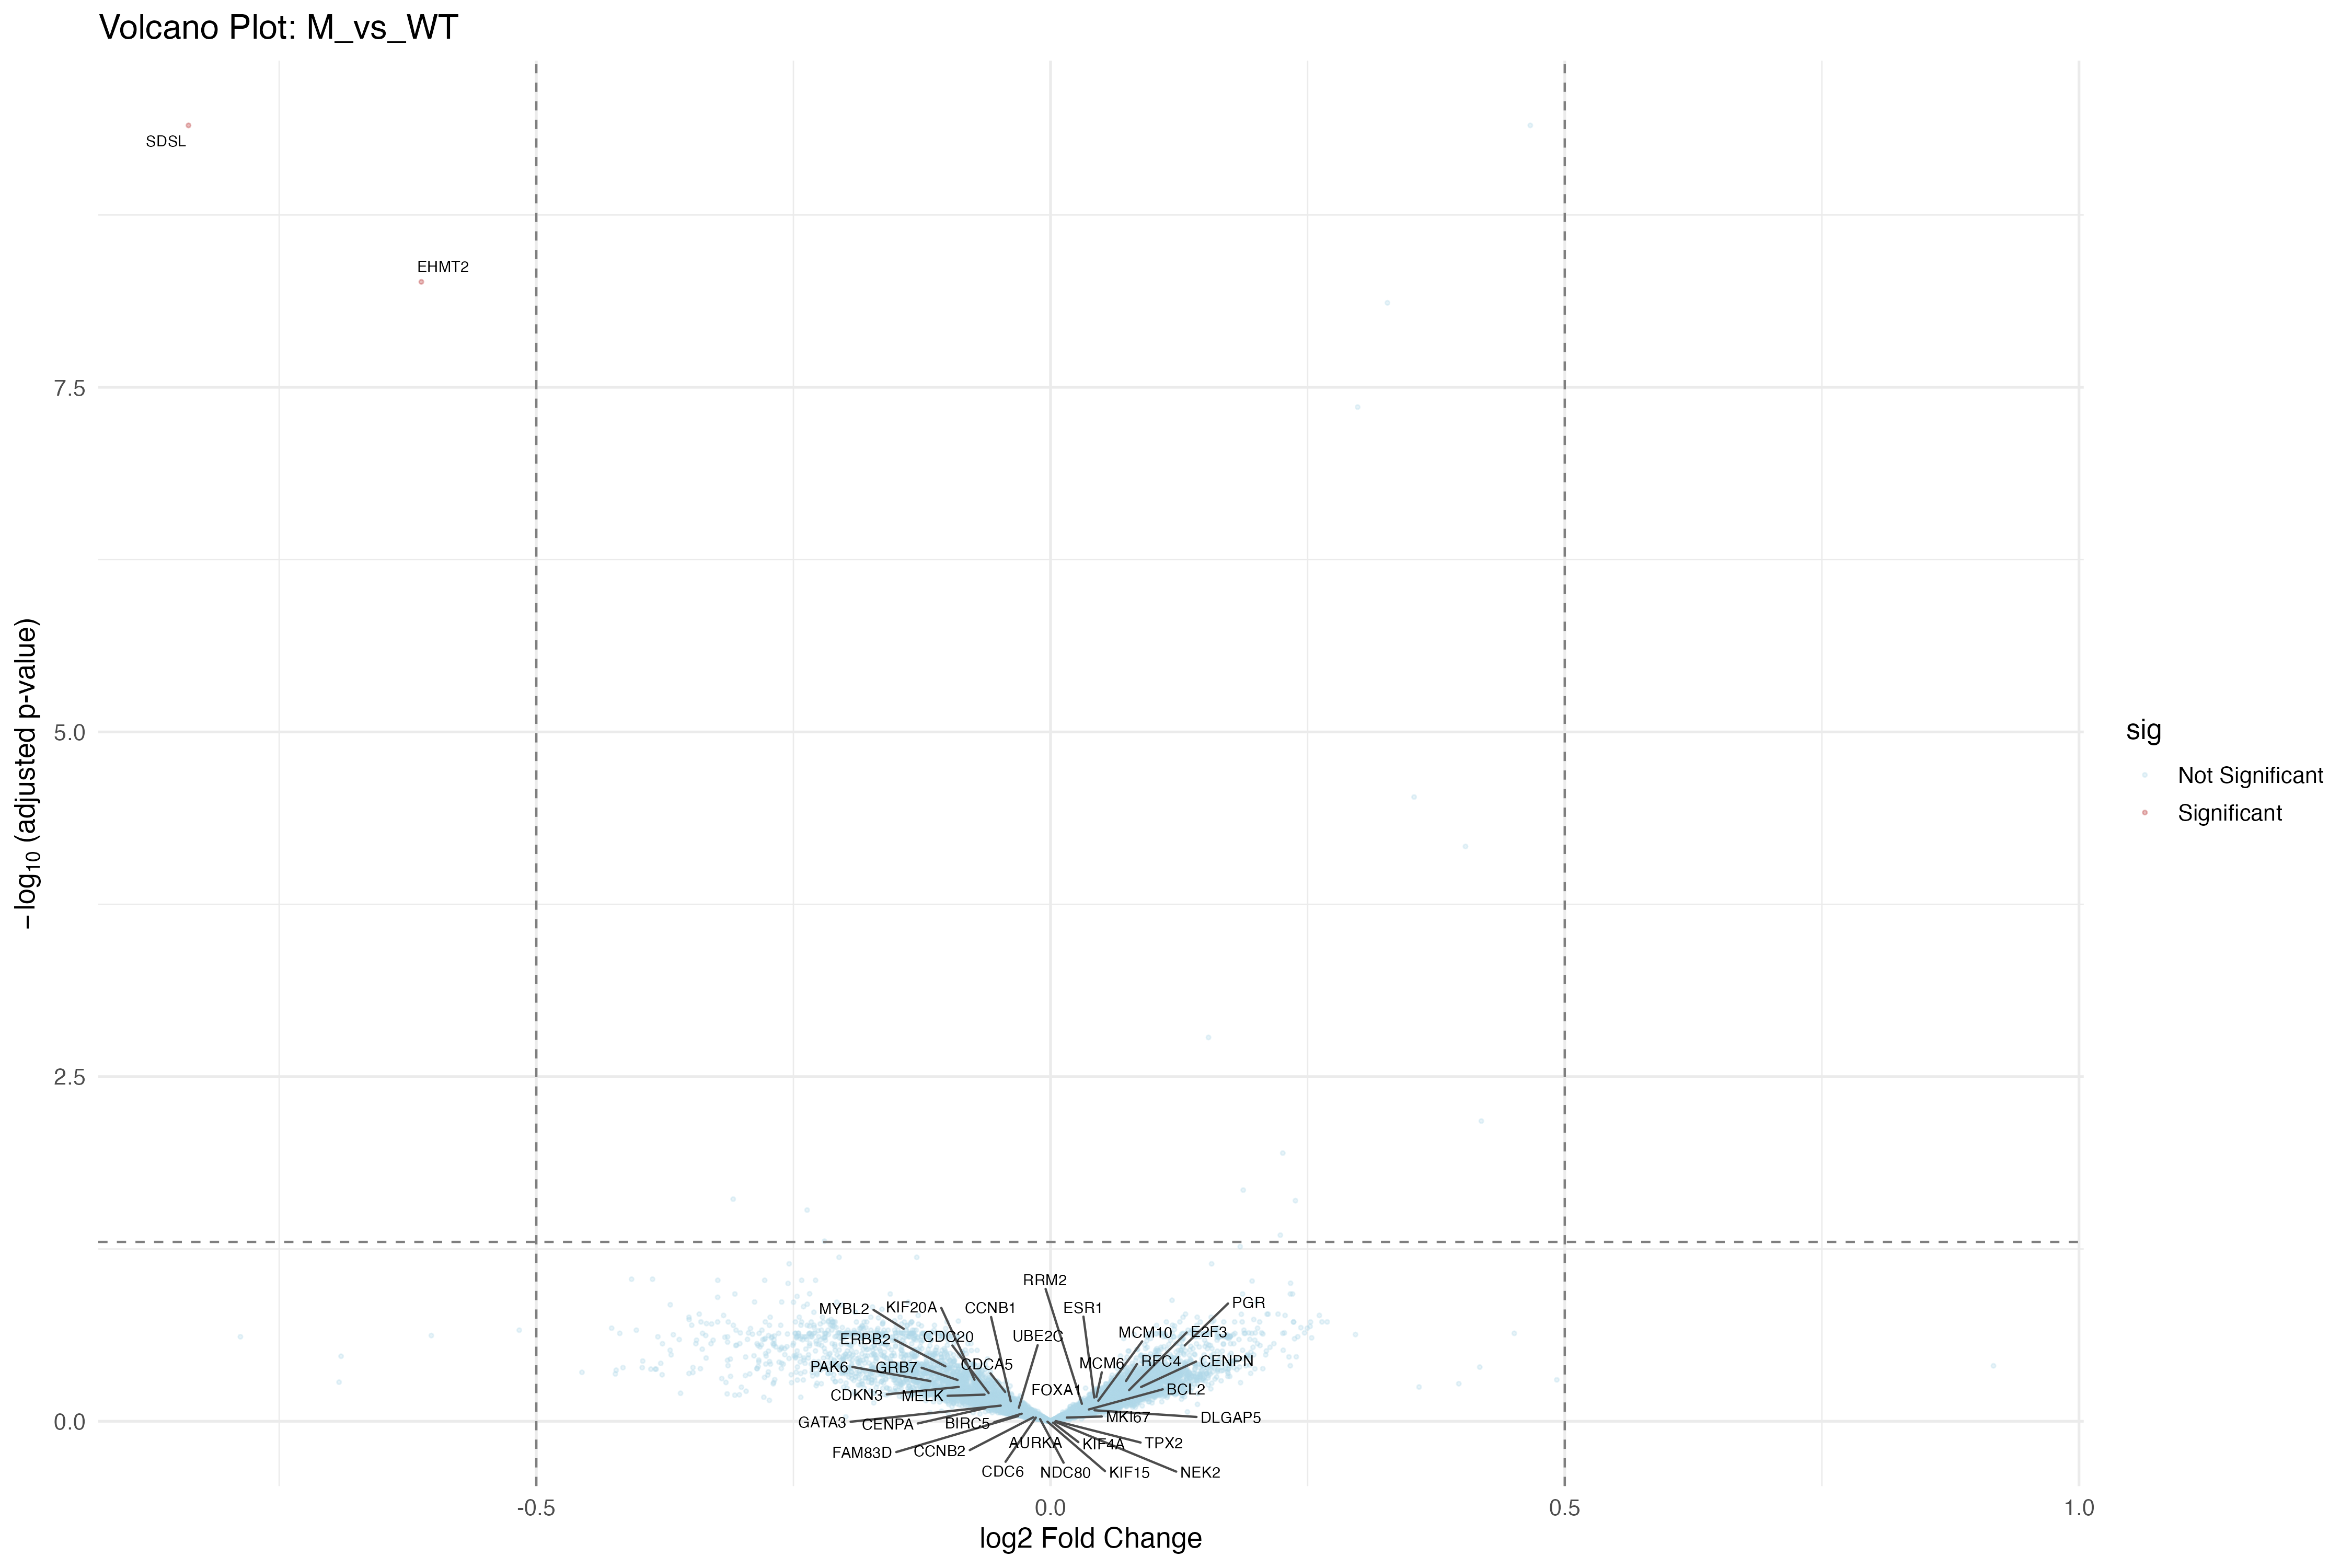 Volcano Plot: M_vs_WT
SDSL
EHMT2
7.5
5.0
2.5
0.0
−log10 (adjusted p-value)
sig
Not Significant
Significant
RRM2
MYBL2
KIF20A
CCNB1
ESR1
PGR
ERBB2
CDC20
UBE2C
MCM10
E2F3
PAK6
GRB7
CDCA5
MCM6
RFC4
CENPN
CDKN3
MELK
FOXA1
BCL2
GATA3
CENPA
BIRC5
MKI67
DLGAP5
FAM83D
CCNB2
AURKA
KIF4A
TPX2
CDC6
NDC80
KIF15
NEK2
-0.5
0.0
0.5
1.0
log2 Fold Change